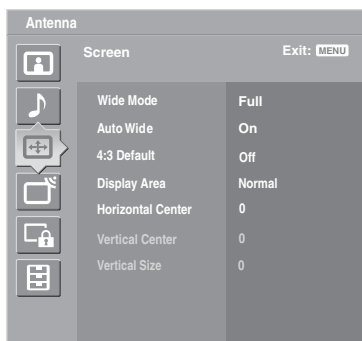 Antenna
Screen Exit: MENU
Wide Mode Full
Auto Wide On
4:3 Default Off
Display Area Normal
Horizontal Center 0
Vertical Center 0
Vertical Size 0